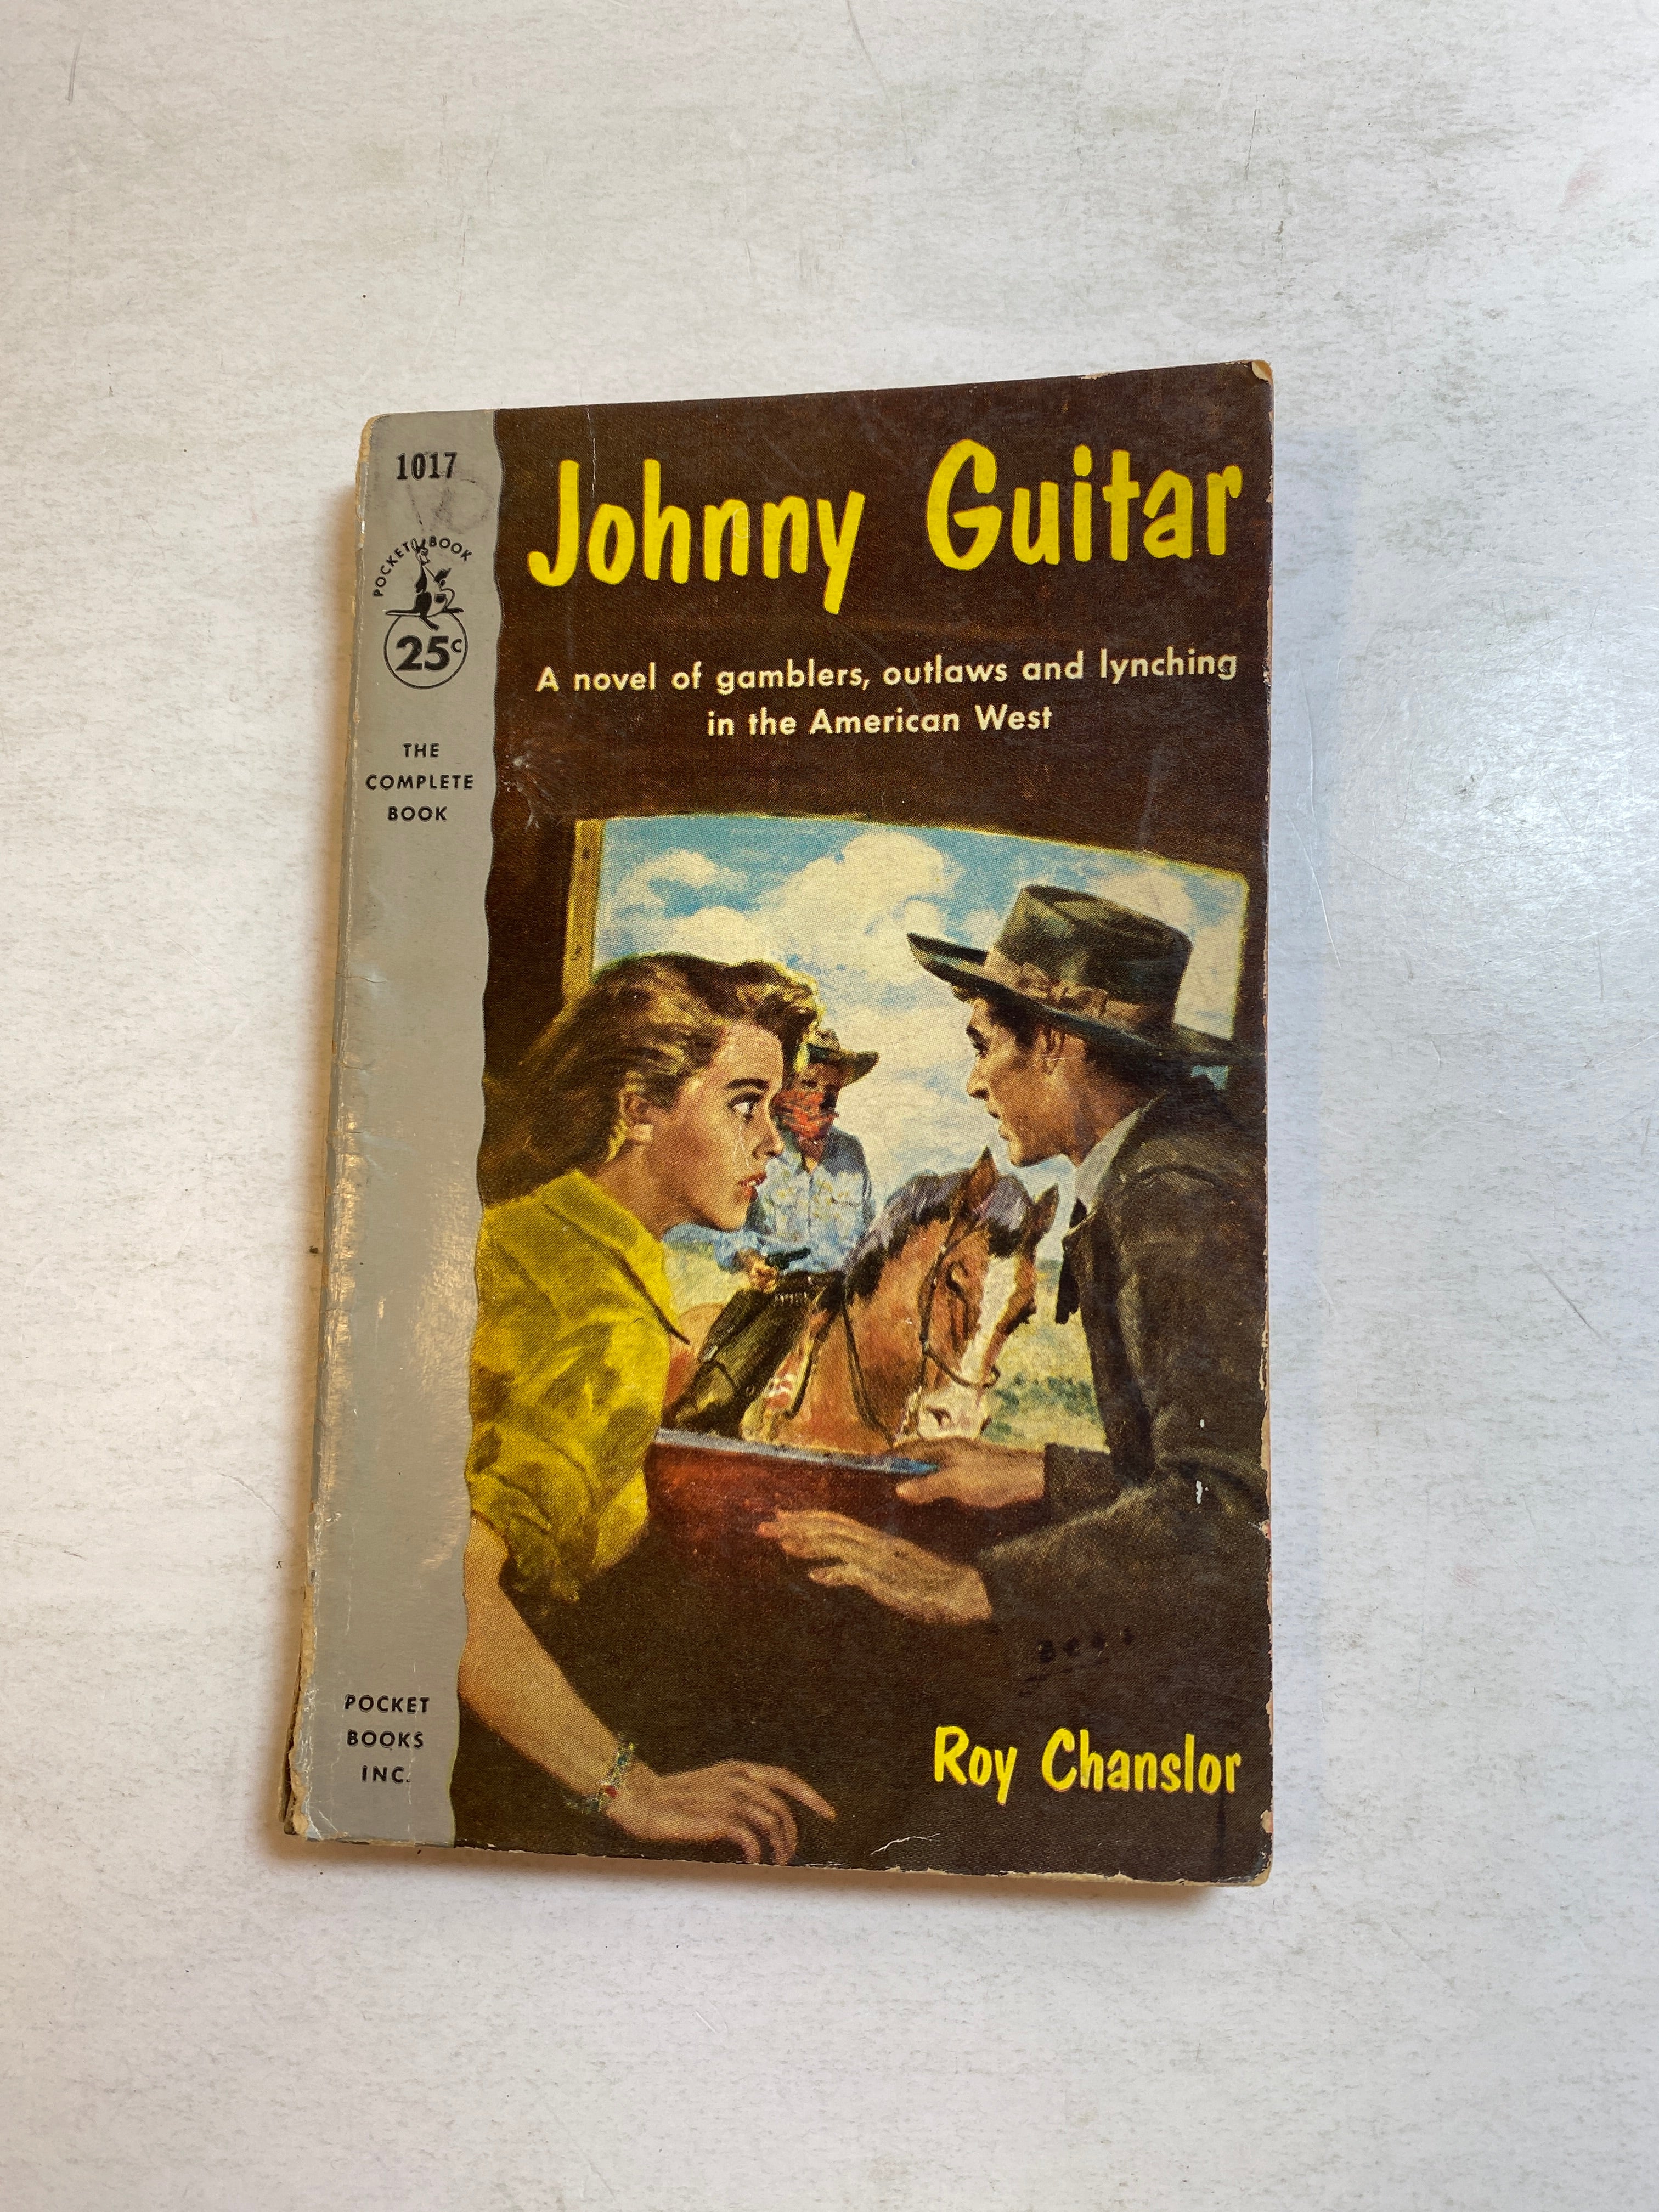 1017
POCKET BOOK
25c
THE
COMPLETE
BOOK
Johnny Guitar
A novel of gamblers, outlaws and lynching
in the American West
Roy Chanslor
POCKET
BOOKS
INC.